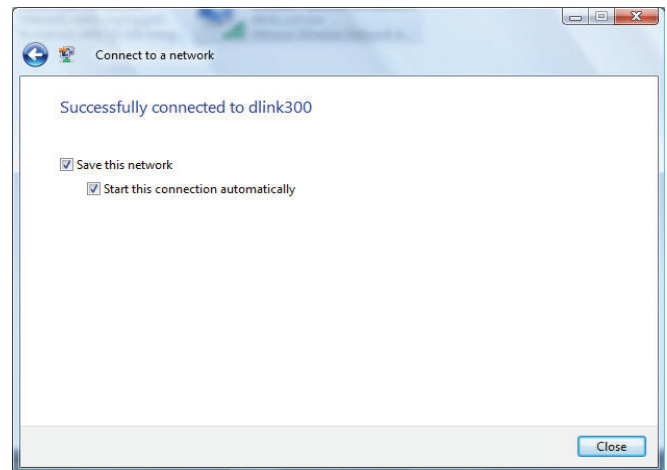 Connect to a network
Successfully connected to dlink300
Save this network
Start this connection automatically
Close